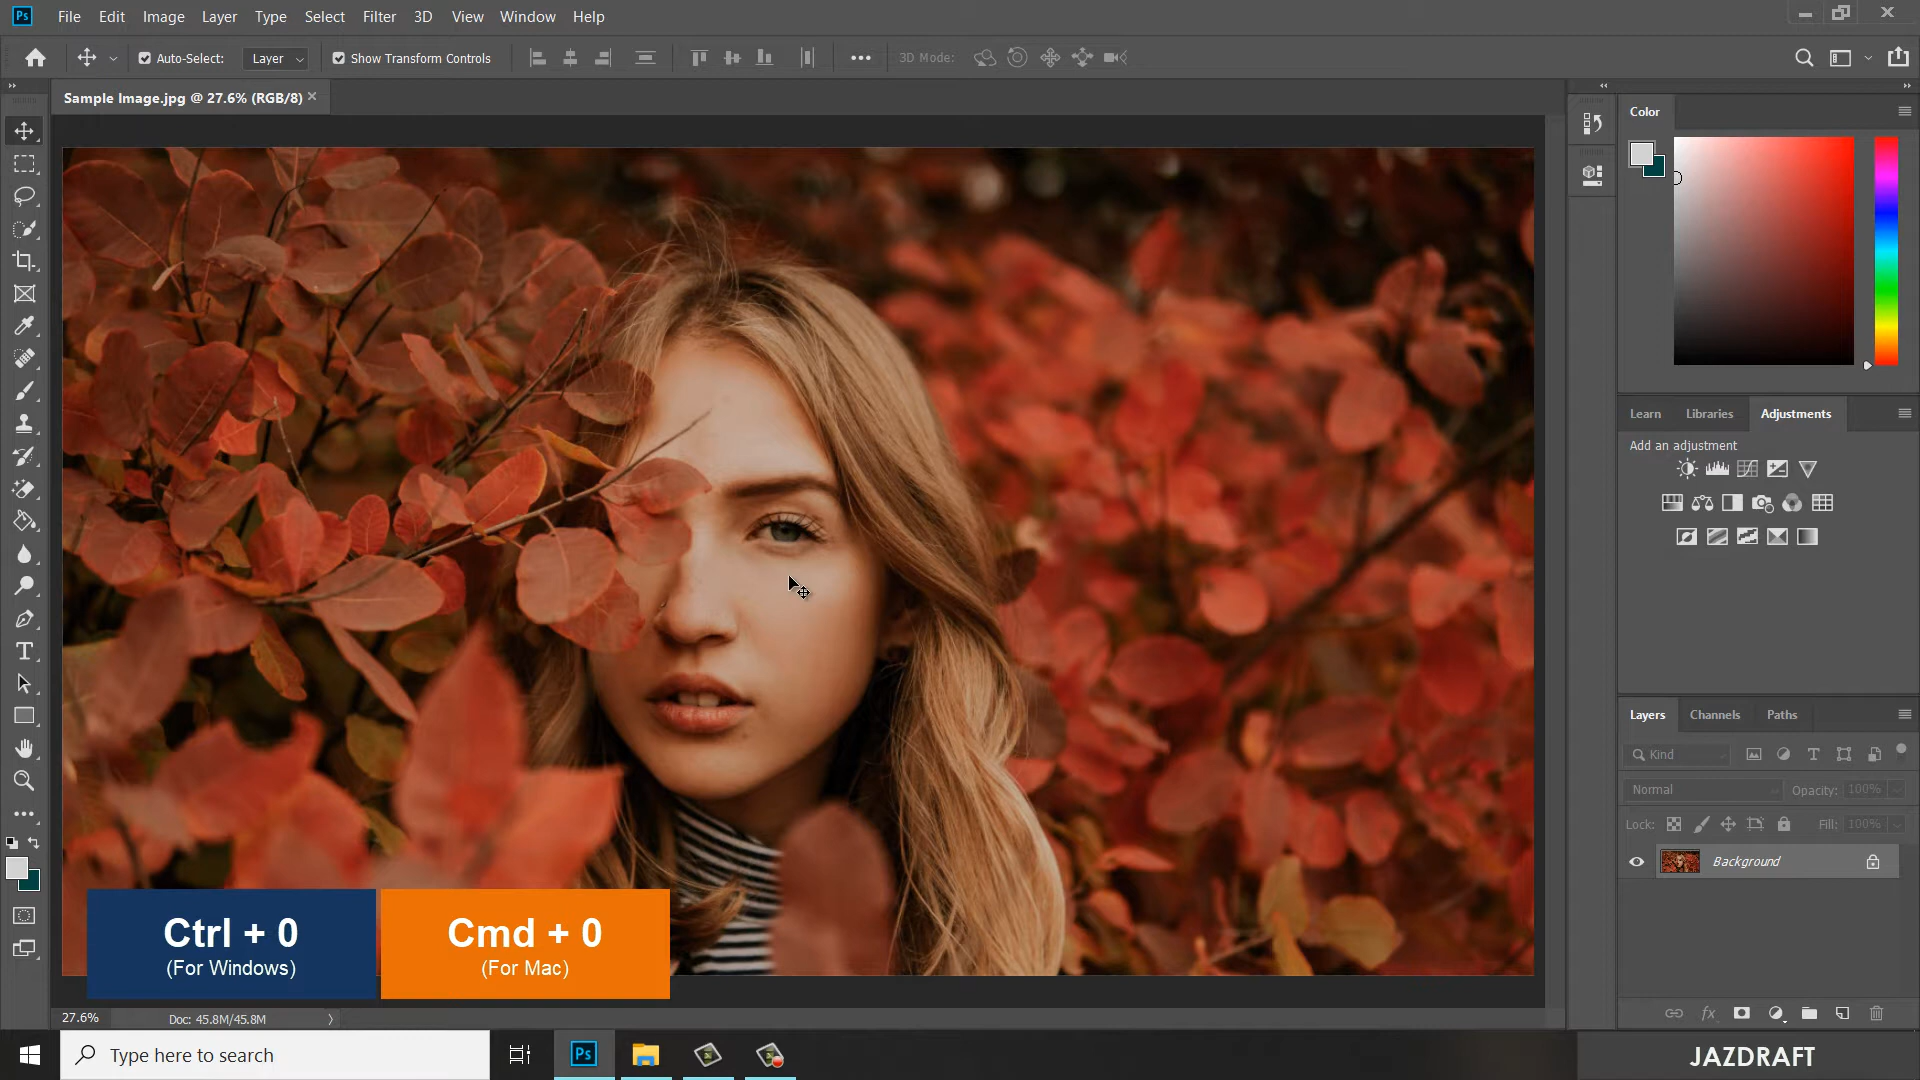 Ps File Edit Image Layer Type Select Filter 3D View Window Help
Auto-Select: Layer Show Transform Controls 3D Mode:
Sample Image.jpg @ 27.6% (RGB/8)
Color
Learn Libraries Adjustments
Add an adjustment
Layers Channels Paths
Kind
Normal Opacity: 100%
Lock: Fill: 100%
Background
Ctrl + 0
(For Windows)
Cmd + 0
(For Mac)
27.6% Doc: 45.8M/45.8M
Type here to search
Ps
JAZDRAFT